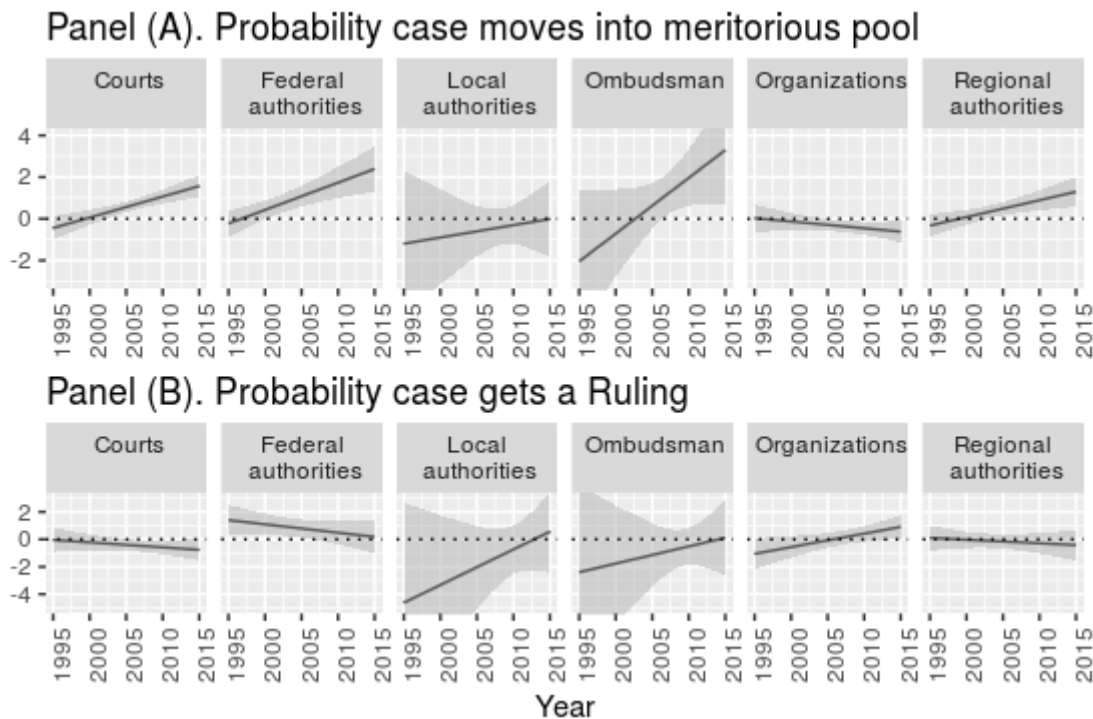 Panel (A). Probability case moves into meritorious pool
Courts
Federal
authorities
Local
authorities
Ombudsman
Organizations
Regional
authorities
4
2
0
-2
1995 2000 2005 2010 2015 1995 2000 2005 2010 2015 1995 2000 2005 2010 2015 1995 2000 2005 2010 2015 1995 2000 2005 2010 2015 1995 2000 2005 2010 2015
Panel (B). Probability case gets a Ruling
Courts
Federal
authorities
Local
authorities
Ombudsman
Organizations
Regional
authorities
2
0
-2
-4
1995 2000 2005 2010 2015 1995 2000 2005 2010 2015 1995 2000 2005 2010 2015 1995 2000 2005 2010 2015 1995 2000 2005 2010 2015 1995 2000 2005 2010 2015
Year